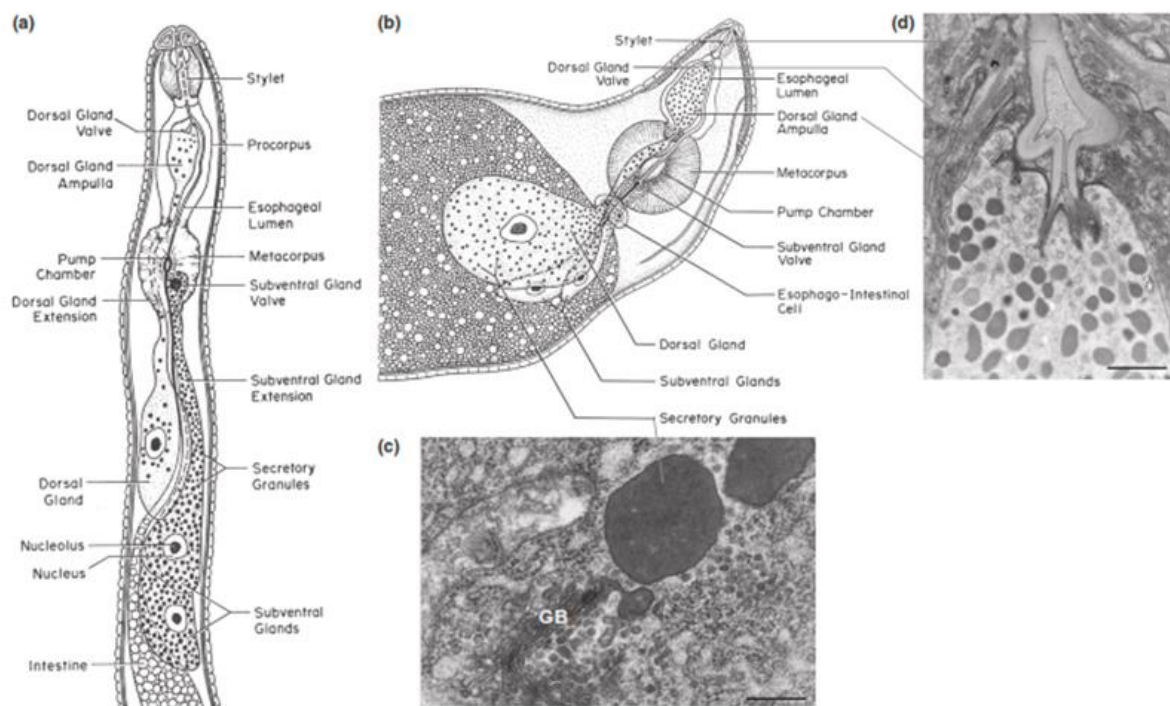 (a)
Stylet
Dorsal Gland
Valve
Procorpus
Dorsal Gland
Ampulla
Esophageal
Lumen
Pump
Chamber
Metacorpus
Dorsal Gland
Extension
Subventral Gland
Valve
Subventral Gland
Extension
Dorsal
Gland
Secretory
Granules
Nucleolus
Nucleus
Subventral
Glands
Intestine
(b)
Stylet
Dorsal Gland
Valve
Esophageal
Lumen
Dorsal Gland
Ampulla
Metacorpus
Pump Chamber
Subventral Gland
Valve
Esophago-Intestinal
Cell
Dorsal Gland
Subventral Glands
Secretory Granules
(d)
(c)
GB